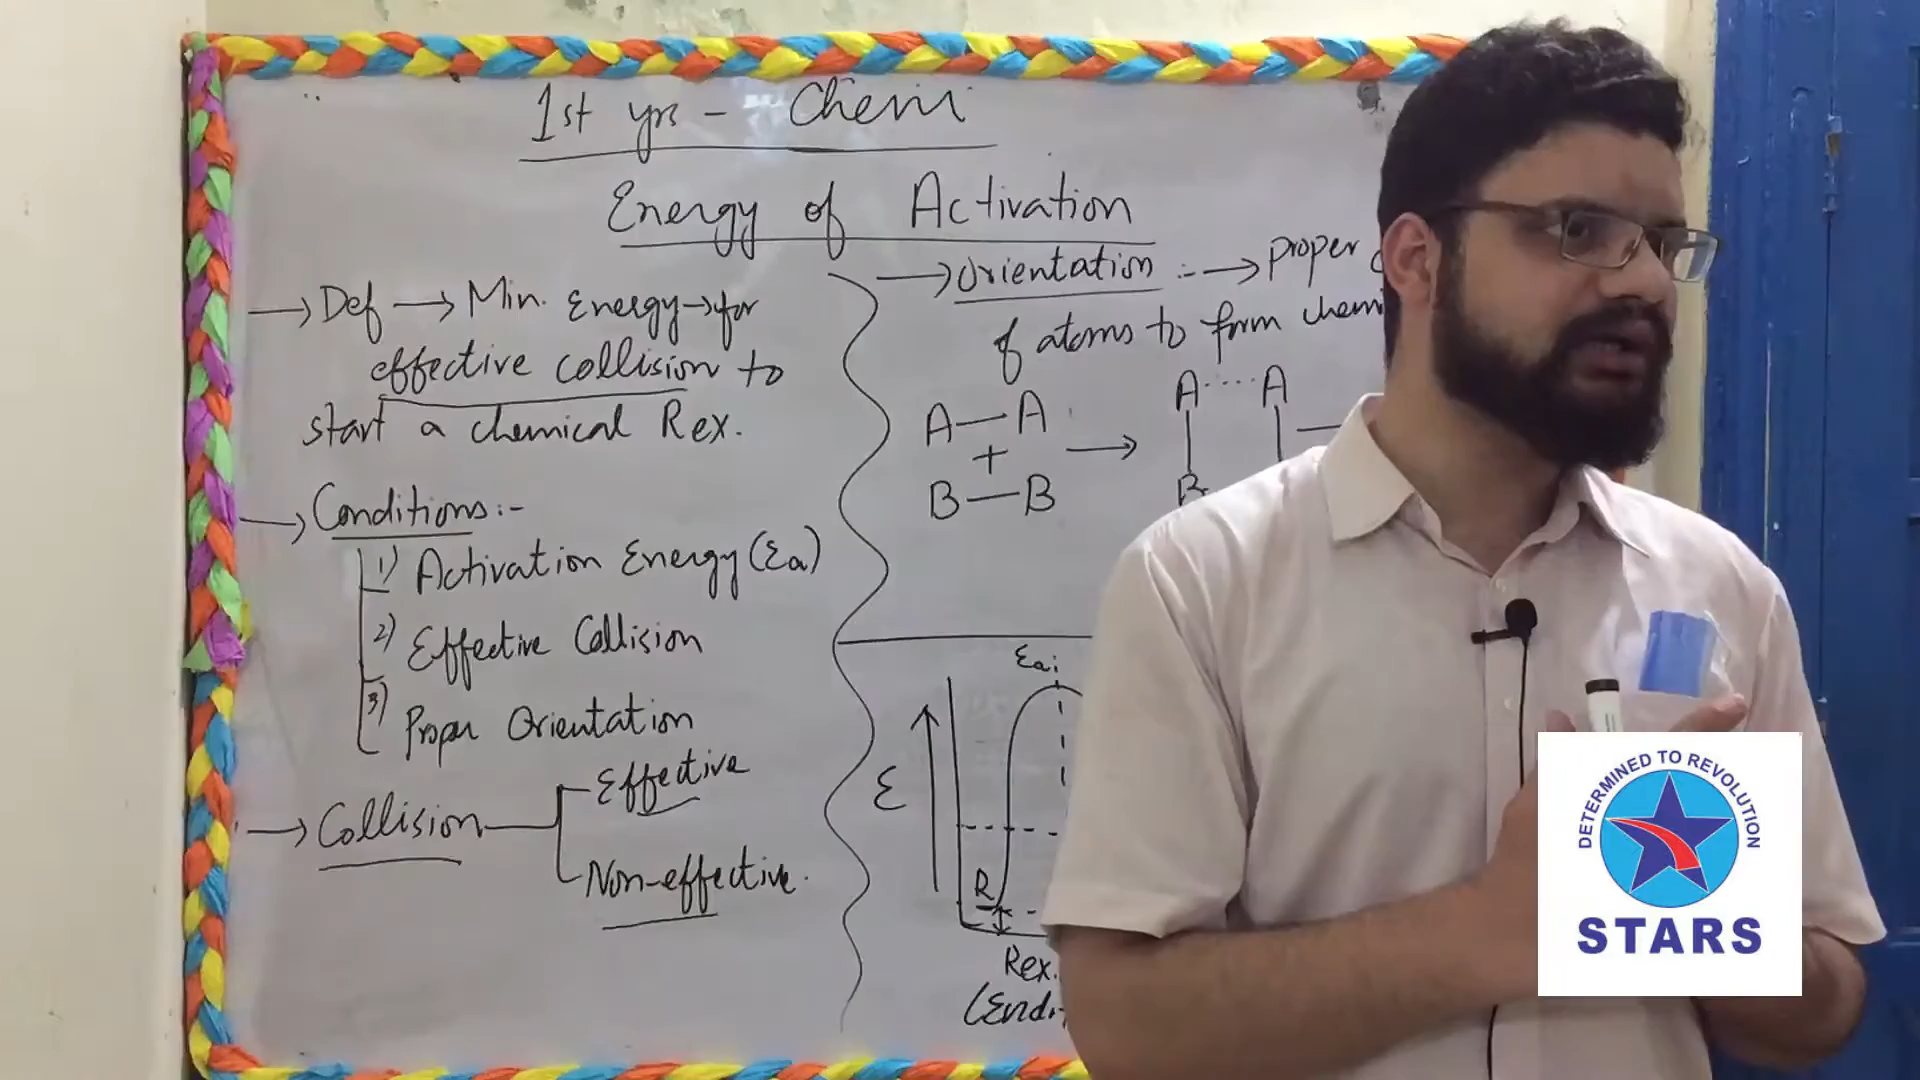 1st yrs - Chem
Energy of Activation
→ Def → Min. Energy → for
effective collision to
start a chemical Rex.
→ Conditions:-
1) Activation Energy (Ea)
2) Effective Collision
3) Proper Orientation
→ Collision
Effective
Non-effective.
→ Orientation :- → Proper
of atoms to form chemi
A—A
+
B—B
→
A·····A
B
Ea
E
R
Rex.
(Endo
DETERMINED TO REVOLUTION
STARS